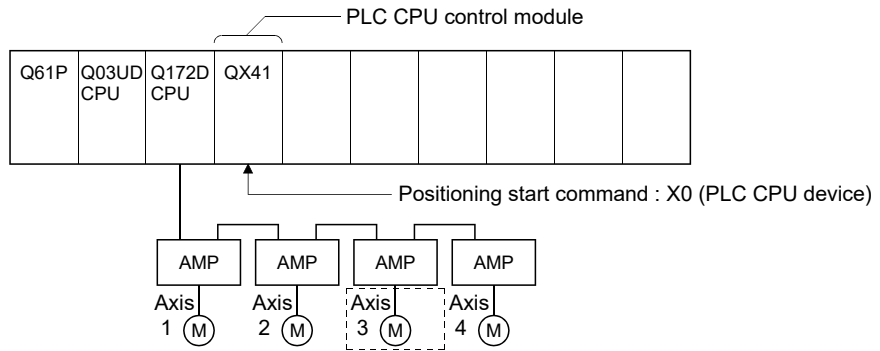 PLC CPU control module
Q61P
Q03UD
CPU
Q172D
CPU
QX41
Positioning start command : X0 (PLC CPU device)
AMP
AMP
AMP
AMP
Axis
1
M
Axis
2
M
Axis
3
M
Axis
4
M